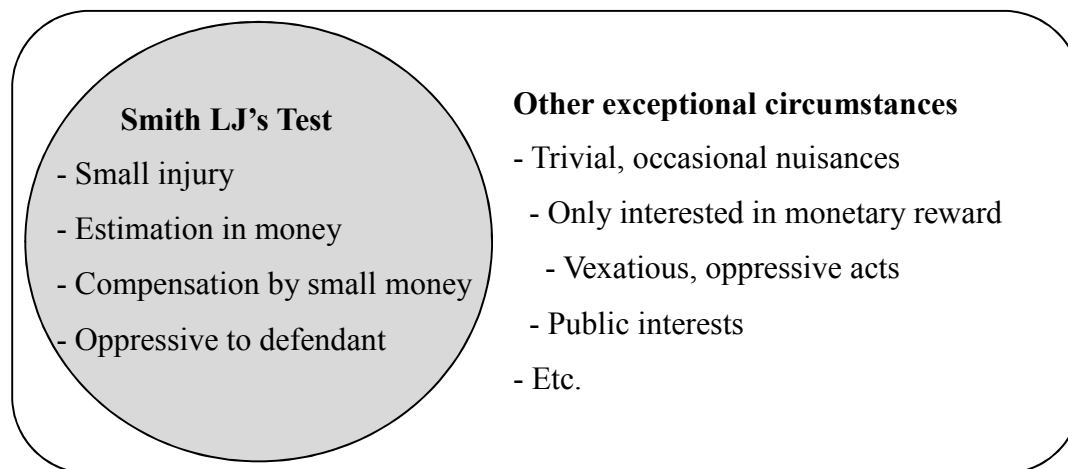 Smith LJ’s Test
- Small injury
- Estimation in money
- Compensation by small money
- Oppressive to defendant
Other exceptional circumstances
- Trivial, occasional nuisances
- Only interested in monetary reward
- Vexatious, oppressive acts
- Public interests
- Etc.